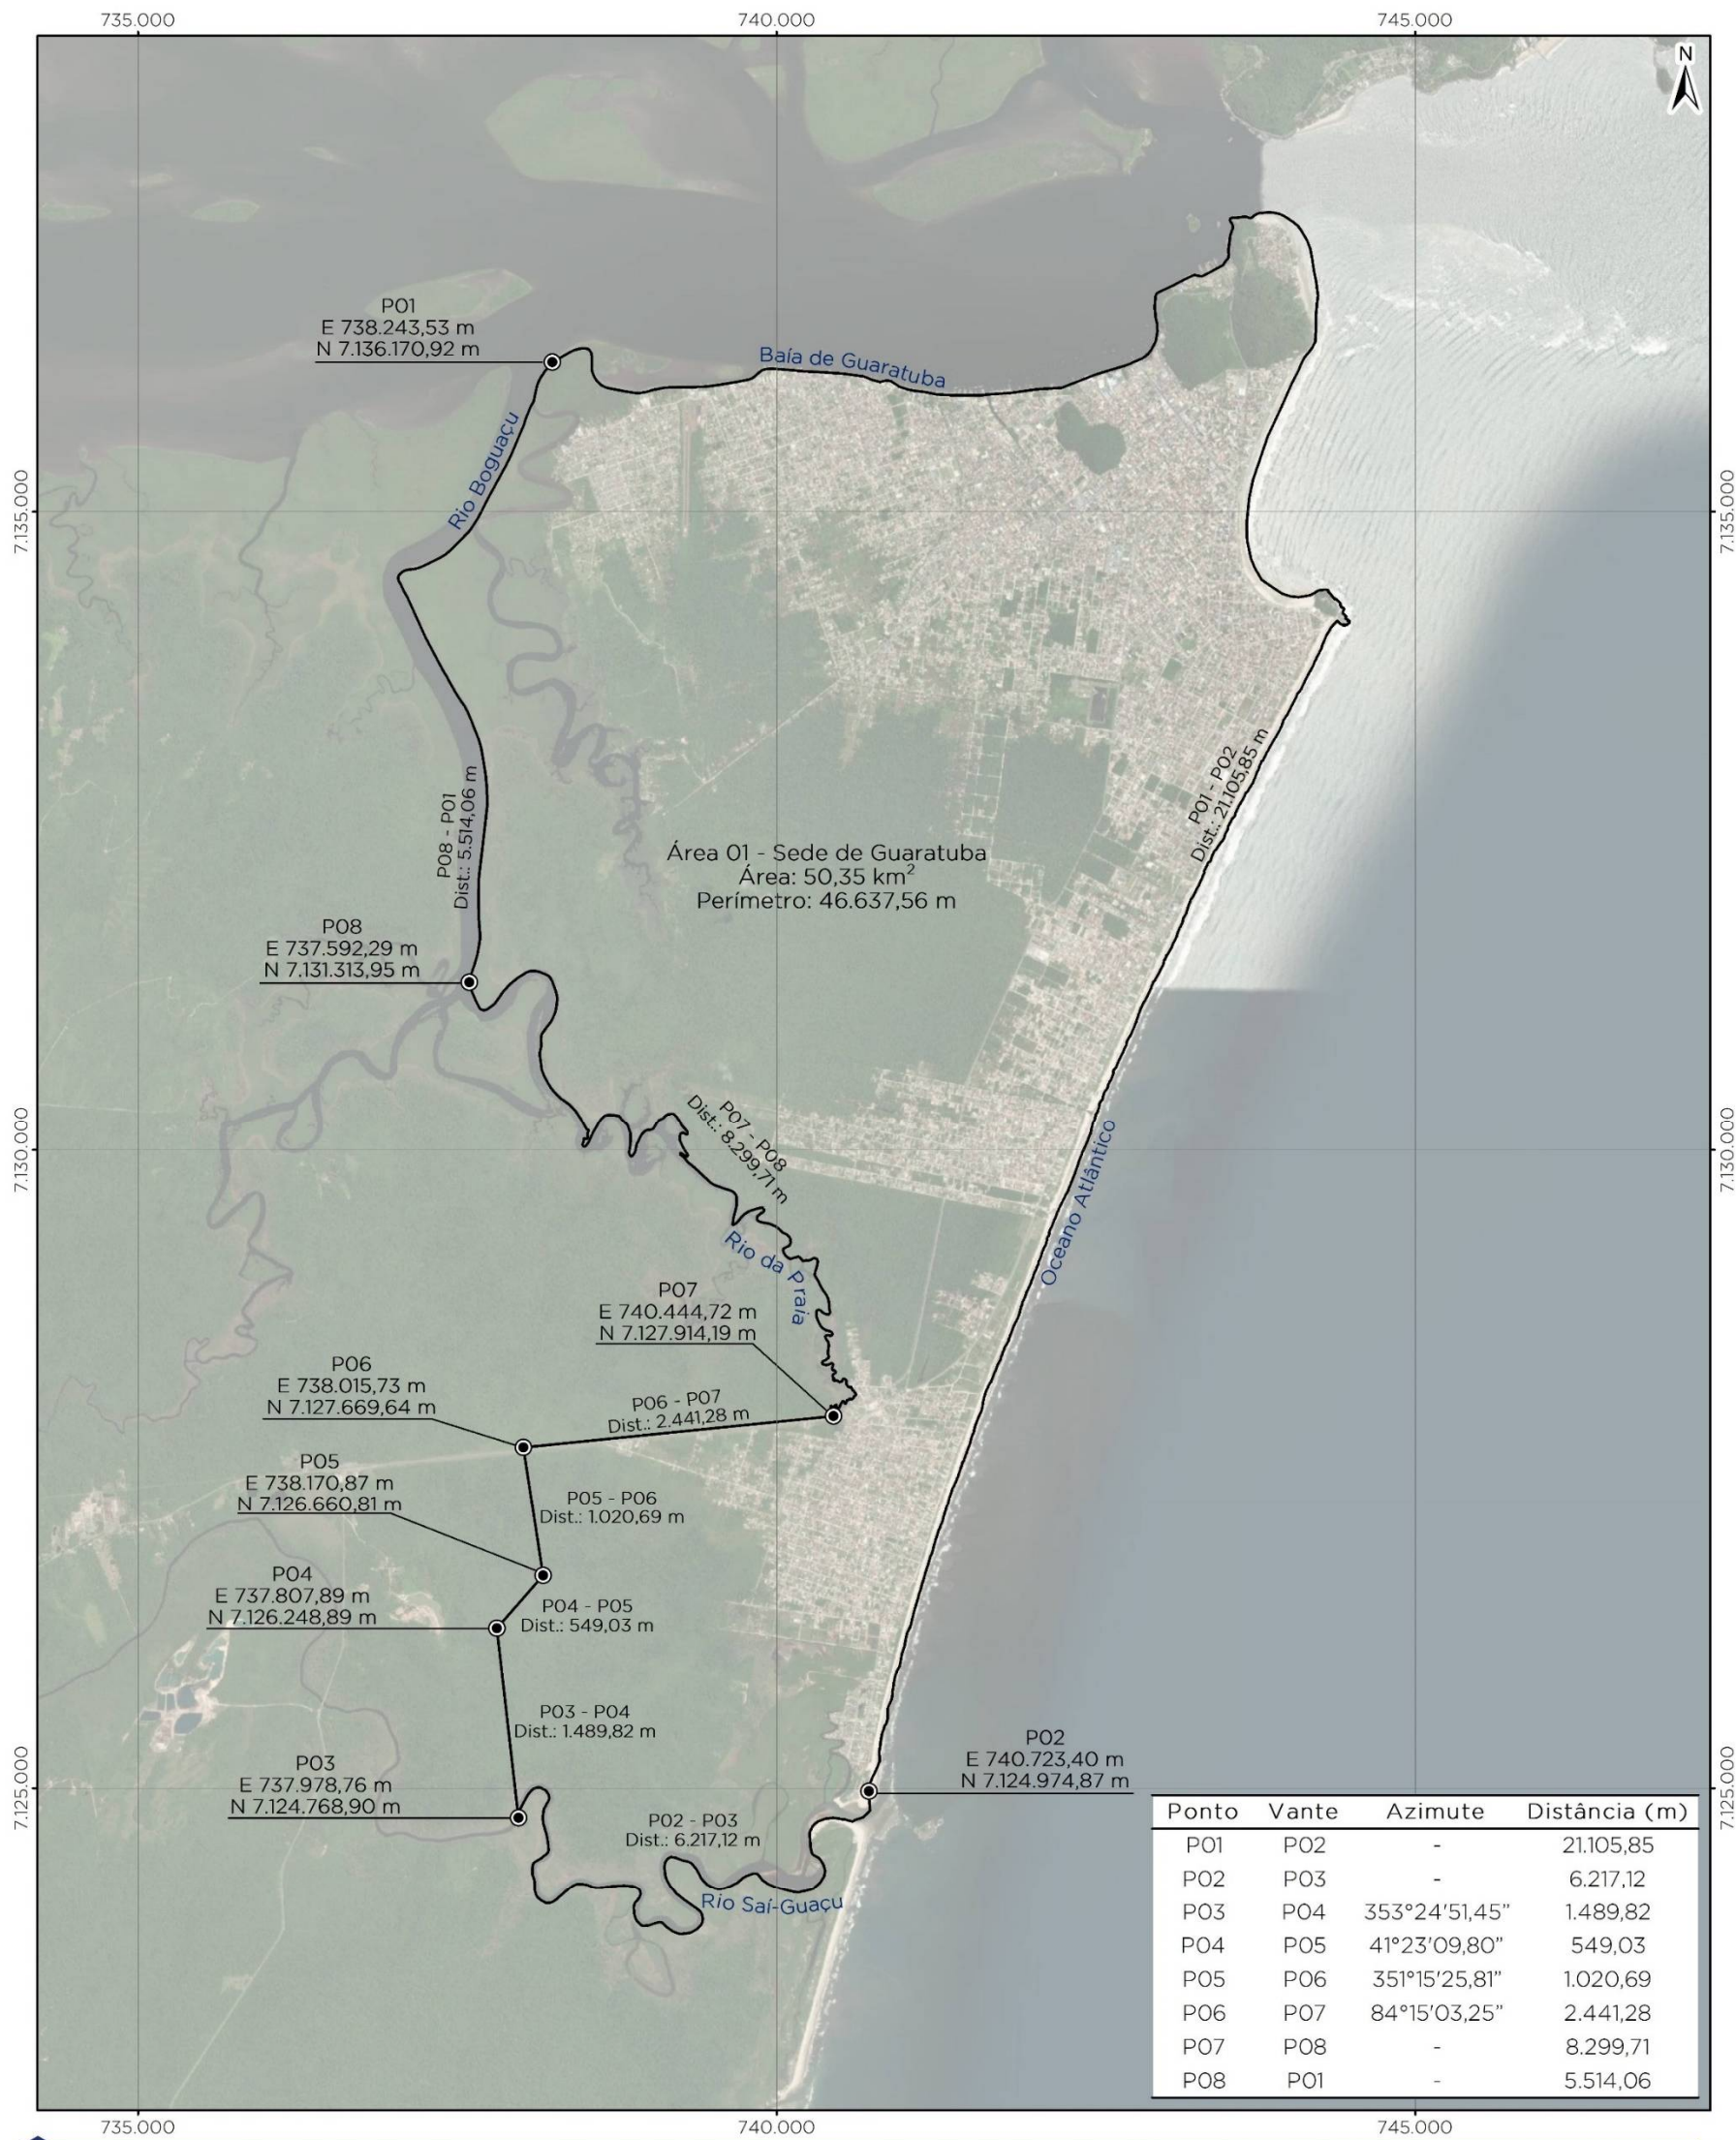 735.000
740.000
745.000
N
P01
E 738.243,53 m
N 7.136.170,92 m
Baía de Guaratuba
Rio Boguaçu
7.135.000
7.135.000
P01 - P02
Dist.: 21.105,85 m
P08 - P01
Dist.: 5.514,06 m
Área 01 - Sede de Guaratuba
Área: 50,35 km²
Perímetro: 46.637,56 m
P08
E 737.592,29 m
N 7.131.313,95 m
P07 - P08
Dist.: 8.299,71 m
7.130.000
7.130.000
Oceano Atlântico
Rio da Praia
P07
E 740.444,72 m
N 7.127.914,19 m
P06
E 738.015,73 m
N 7.127.669,64 m
P06 - P07
Dist.: 2.441,28 m
P05
E 738.170,87 m
N 7.126.660,81 m
P05 - P06
Dist.: 1.020,69 m
P04
E 737.807,89 m
N 7.126.248,89 m
P04 - P05
Dist.: 549,03 m
P03 - P04
Dist.: 1.489,82 m
P03
E 737.978,76 m
N 7.124.768,90 m
P02
E 740.723,40 m
N 7.124.974,87 m
7.125.000
7.125.000
P02 - P03
Dist.: 6.217,12 m
Rio Saí-Guaçu
Ponto Vante Azimute Distância (m)
P01 P02 - 21.105,85
P02 P03 - 6.217,12
P03 P04 353°24'51,45” 1.489,82
P04 P05 41°23'09,80” 549,03
P05 P06 351°15'25,81” 1.020,69
P06 P07 84°15'03,25” 2.441,28
P07 P08 - 8.299,71
P08 P01 - 5.514,06
735.000
740.000
745.000